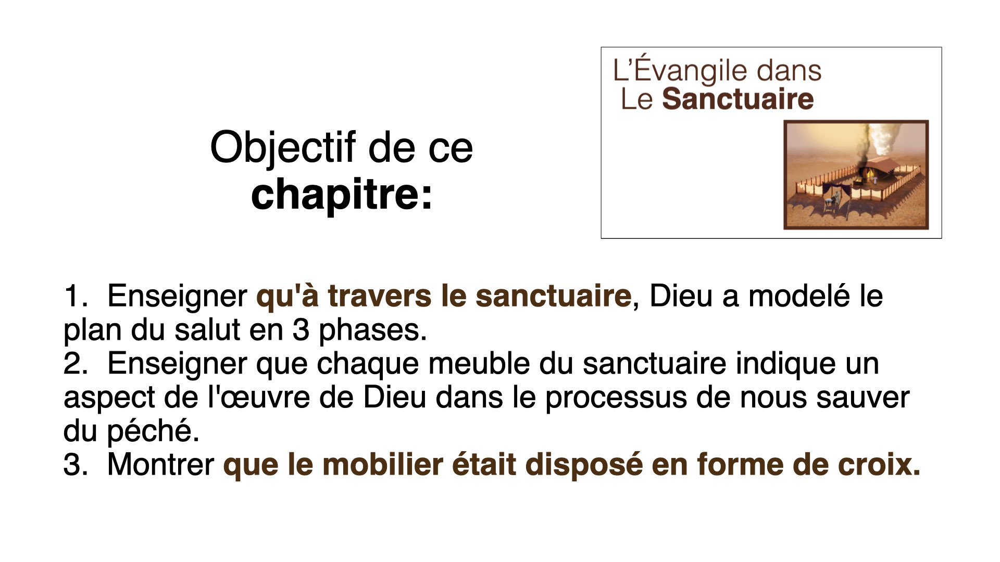 L’Évangile dans
Le Sanctuaire
Objectif de ce
chapitre:
1. Enseigner qu'à travers le sanctuaire, Dieu a modelé le
plan du salut en 3 phases.
2. Enseigner que chaque meuble du sanctuaire indique un
aspect de l'œuvre de Dieu dans le processus de nous sauver
du péché.
3. Montrer que le mobilier était disposé en forme de croix.